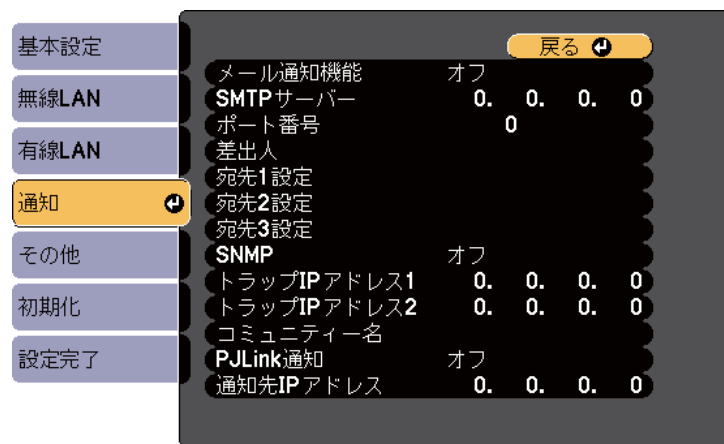 基本設定
無線LAN
有線LAN
通知
その他
初期化
設定完了
戻る
メール通知機能 オフ
SMTPサーバー 0. 0. 0. 0
ポート番号 0
差出人
宛先1設定
宛先2設定
宛先3設定
SNMP オフ
トラップIPアドレス1 0. 0. 0. 0
トラップIPアドレス2 0. 0. 0. 0
コミュニティー名
PJLink通知 オフ
通知先IPアドレス 0. 0. 0. 0